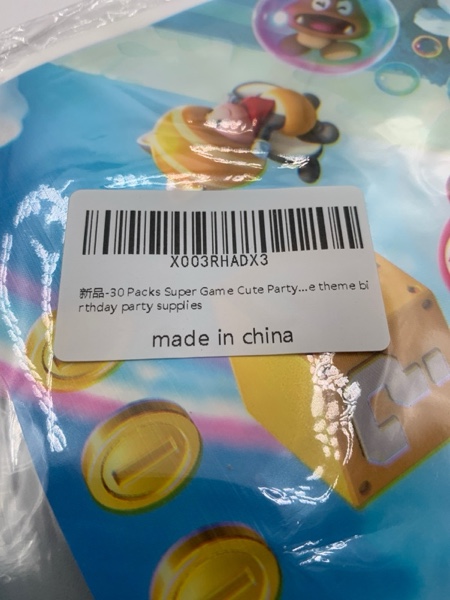 X003RHADX3
新品-30 Packs Super Game Cute Party...e theme bi
rthday party supplies
made in china